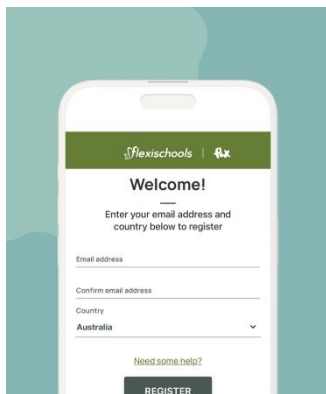 flexischools | flx
Welcome!
Enter your email address and
country below to register
Email address
Confirm email address
Country
Australia
Need some help?
REGISTER